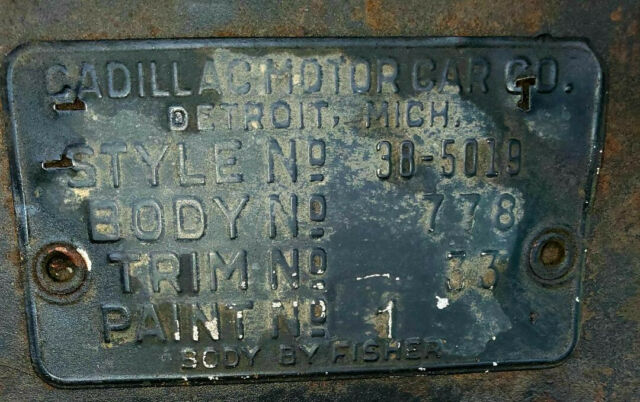 CADILLAC MOTOR CAR CO.
DETROIT, MICH.
STYLE NO 38-5019
BODY NO 778
TRIM NO 33
PAINT NO 1
BODY BY FISHER